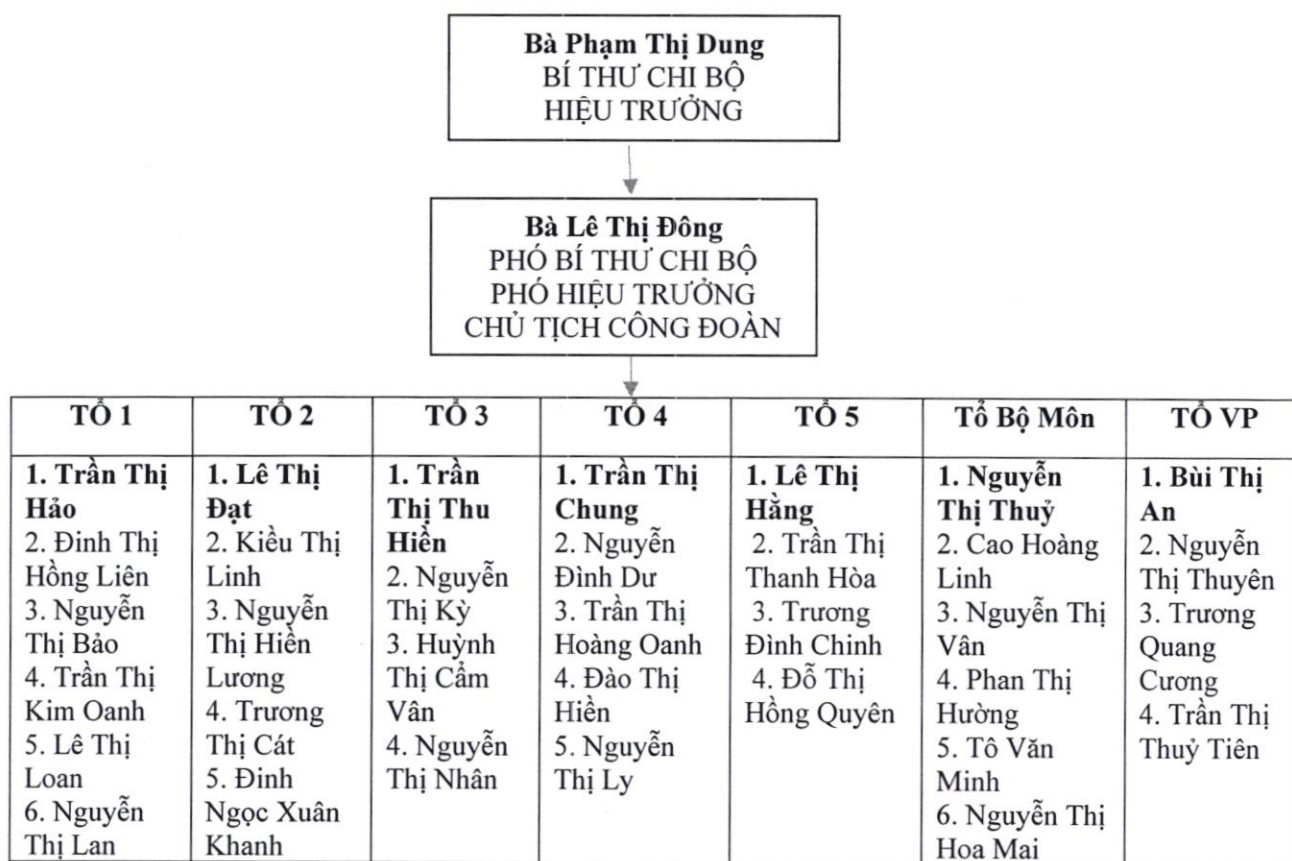 Bà Phạm Thị Dung
BÍ THƯ CHI BỘ
HIỆU TRƯỞNG
Bà Lê Thị Đông
PHÓ BÍ THƯ CHI BỘ
PHÓ HIỆU TRƯỞNG
CHỦ TỊCH CÔNG ĐOÀN
TỔ 1
1. Trần Thị
Hảo
2. Đinh Thị
Hồng Liên
3. Nguyễn
Thị Bảo
4. Trần Thị
Kim Oanh
5. Lê Thị
Loan
6. Nguyễn
Thị Lan
TỔ 2
1. Lê Thị
Đạt
2. Kiều Thị
Linh
3. Nguyễn
Thị Hiền
Lương
4. Trương
Thị Cát
5. Đinh
Ngọc Xuân
Khanh
TỔ 3
1. Trần
Thị Thu
Hiền
2. Nguyễn
Thị Kỳ
3. Huỳnh
Thị Cẩm
Vân
4. Nguyễn
Thị Nhân
TỔ 4
1. Trần Thị
Chung
2. Nguyễn
Đình Dư
3. Trần Thị
Hoàng Oanh
4. Đào Thị
Hiền
5. Nguyễn
Thị Ly
TỔ 5
1. Lê Thị
Hằng
2. Trần Thị
Thanh Hòa
3. Trương
Đình Chinh
4. Đỗ Thị
Hồng Quyên
Tổ Bộ Môn
1. Nguyễn
Thị Thuỷ
2. Cao Hoàng
Linh
3. Nguyễn Thị
Vân
4. Phan Thị
Hường
5. Tô Văn
Minh
6. Nguyễn Thị
Hoa Mai
TỔ VP
1. Bùi Thị
An
2. Nguyễn
Thị Thuyên
3. Trương
Quang
Cương
4. Trần Thị
Thuỷ Tiên